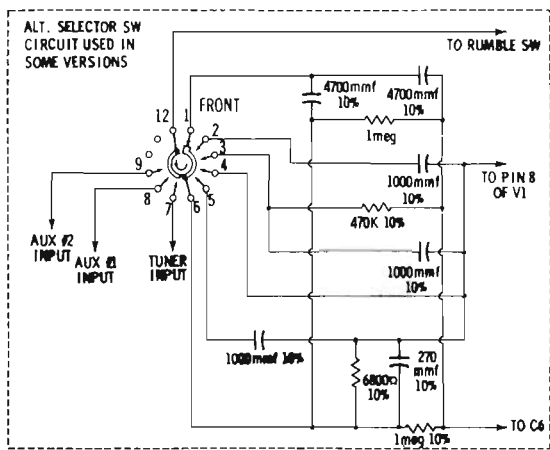 ALT. SELECTOR SW
CIRCUIT USED IN
SOME VERSIONS
TO RUMBLE SW
FRONT
12
1
2
3
4
5
6
7
8
9
4700mmf
10%
4700mmf
10%
1meg
1000mmf
10%
TO PIN 8
OF V1
470K 10%
1000mmf
10%
AUX #2
INPUT
AUX #1
INPUT
TUNER
INPUT
1000mmf 10%
6800Ω
10%
270
mmf
10%
1meg 10%
TO C6